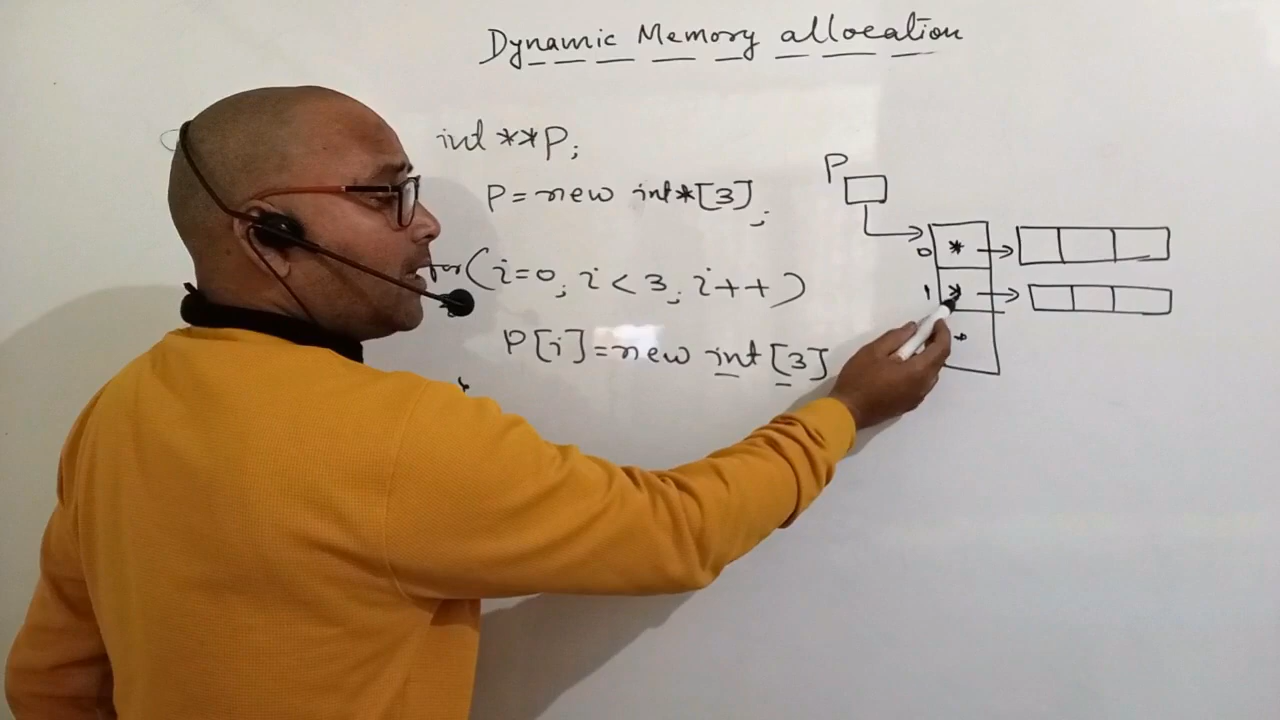 Dynamic Memory allocation
int **P;
P = new int*[3];
for(i=0; i<3; i++)
P[i]=new int [3]
P
0 *
1 *
*